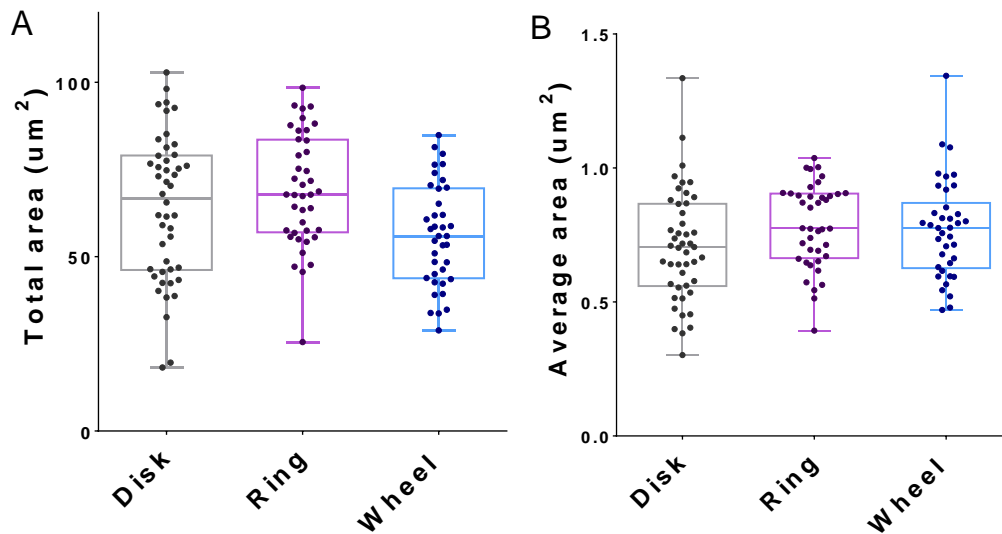 A
Total area (um²)
100
50
0
Disk
Ring
Wheel
B
Average area (um²)
1.5
1.0
0.5
0.0
Disk
Ring
Wheel